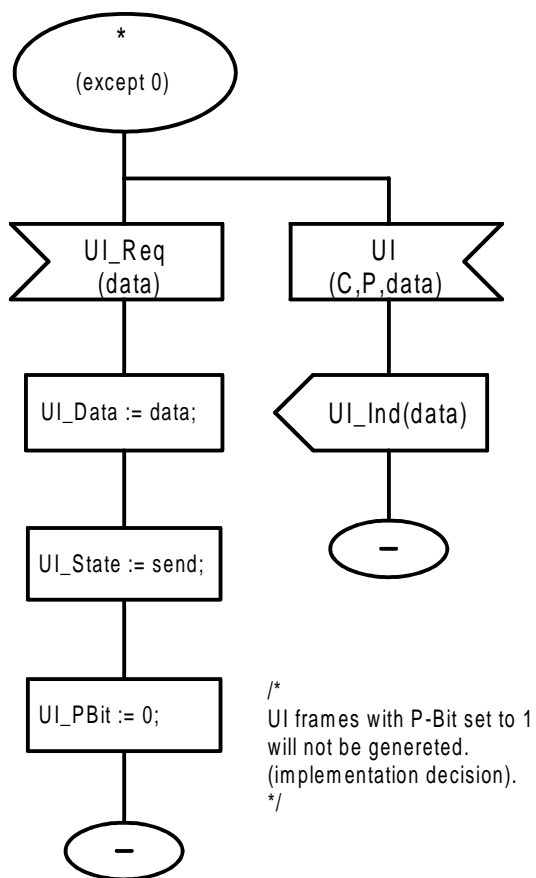 *
(except 0)
UI_Req
(data)
UI
(C,P,data)
UI_Data := data;
UI_Ind(data)
UI_State := send;
–
UI_PBit := 0;
/*
UI frames with P-Bit set to 1
will not be genereted.
(implementation decision).
*/
–